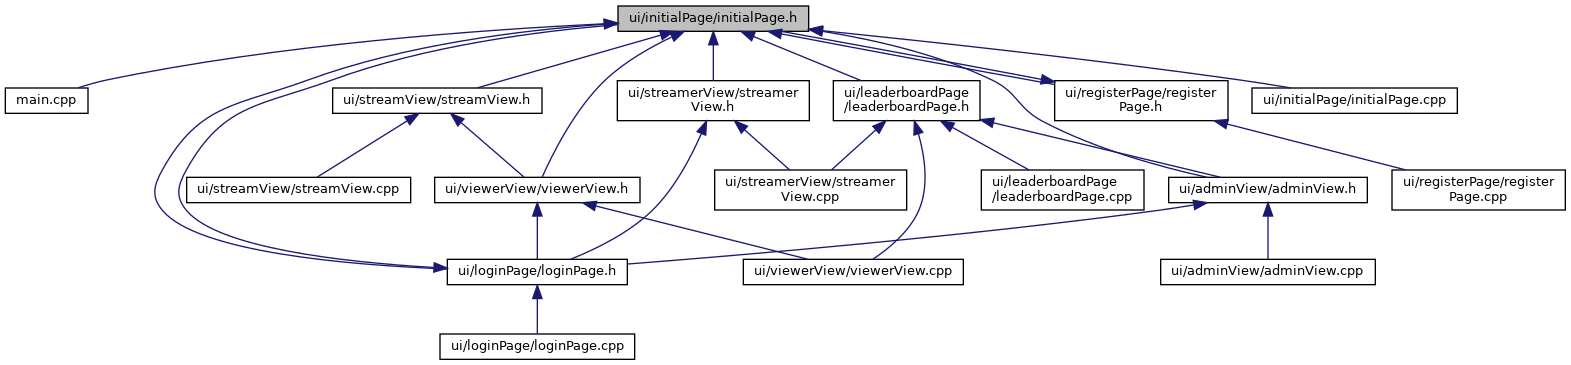 ui/initialPage/initialPage.h
main.cpp
ui/streamView/streamView.h
ui/streamerView/streamer
View.h
ui/leaderboardPage
/leaderboardPage.h
ui/registerPage/register
Page.h
ui/initialPage/initialPage.cpp
ui/streamView/streamView.cpp
ui/viewerView/viewerView.h
ui/streamerView/streamer
View.cpp
ui/leaderboardPage
/leaderboardPage.cpp
ui/adminView/adminView.h
ui/registerPage/register
Page.cpp
ui/loginPage/loginPage.h
ui/viewerView/viewerView.cpp
ui/adminView/adminView.cpp
ui/loginPage/loginPage.cpp